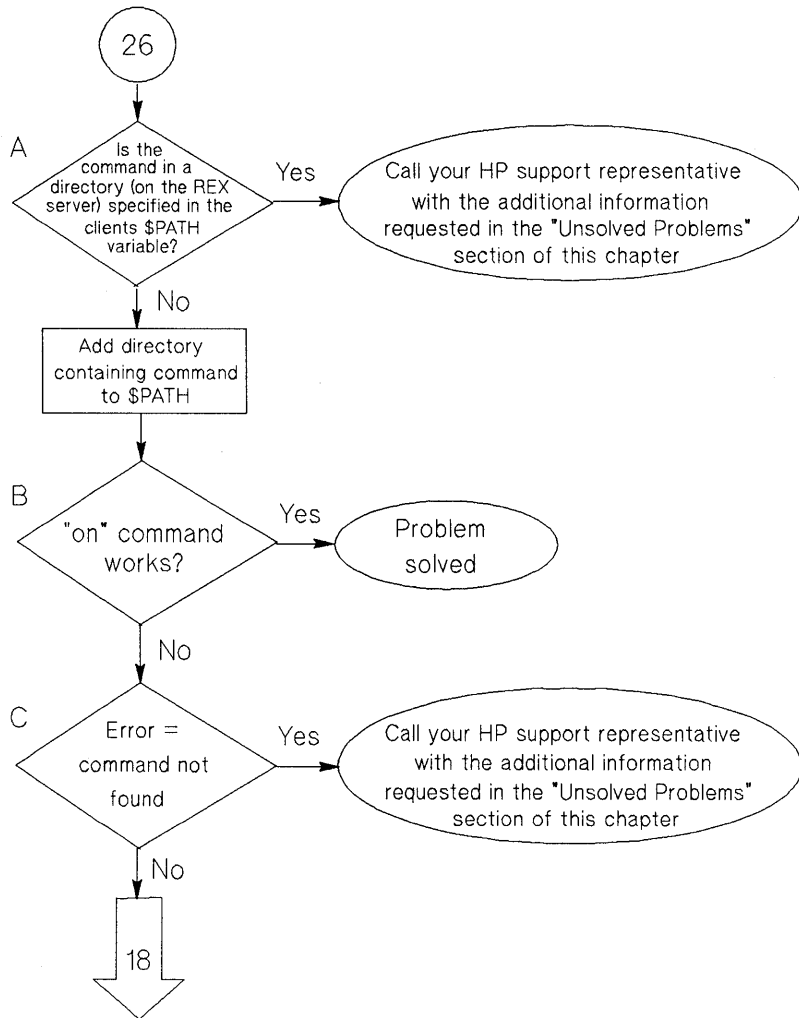 26
A
Is the
command in a
directory (on the REX
server) specified in the
clients $PATH
variable?
Yes
Call your HP support representative
with the additional information
requested in the "Unsolved Problems"
section of this chapter
No
Add directory
containing command
to $PATH
B
"on" command
works?
Yes
Problem
solved
No
C
Error =
command not
found
Yes
Call your HP support representative
with the additional information
requested in the "Unsolved Problems"
section of this chapter
No
18